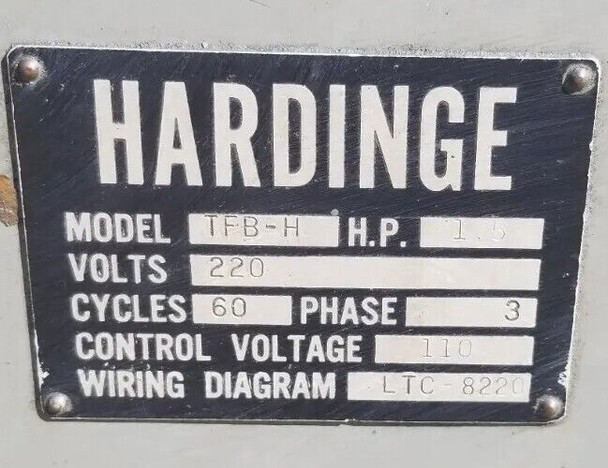 HARDINGE
MODEL TFB-H H.P. 1.5
VOLTS 220
CYCLES 60 PHASE 3
CONTROL VOLTAGE 110
WIRING DIAGRAM LTC-8220